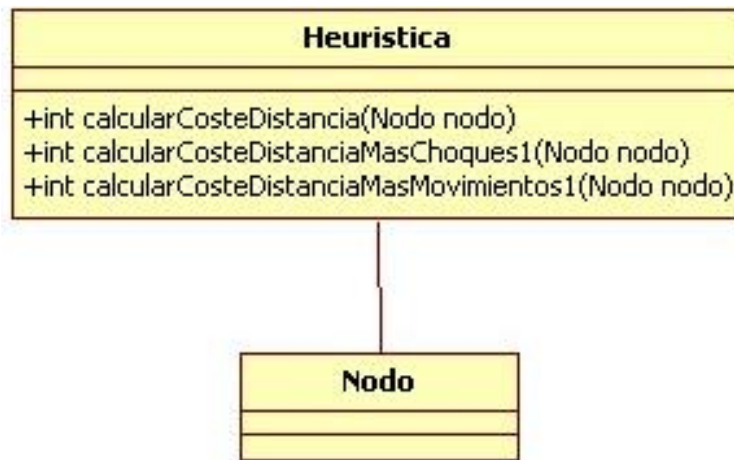 Heuristica
+int calcularCosteDistancia(Nodo nodo)
+int calcularCosteDistanciaMasChoques1(Nodo nodo)
+int calcularCosteDistanciaMasMovimientos1(Nodo nodo)
Nodo